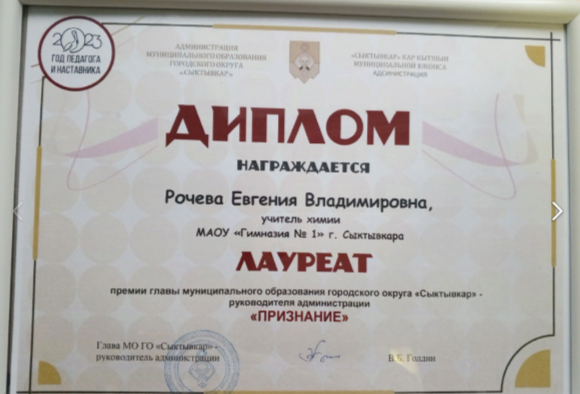 2023
ГОД ПЕДАГОГА
И НАСТАВНИКА
АДМИНИСТРАЦИЯ
МУНИЦИПАЛЬНОГО ОБРАЗОВАНИЯ
ГОРОДСКОГО ОКРУГА
«СЫКТЫВКАР»
«СЫКТЫВКАР» КАР КЫТШЫН
МУНИЦИПАЛЬНӦЙ ЮКӦНСА
АДМИНИСТРАЦИЯ
ДИПЛОМ
НАГРАЖДАЕТСЯ
Рочева Евгения Владимировна,
учитель химии
МАОУ «Гимназия № 1» г. Сыктывкара
ЛАУРЕАТ
премии главы муниципального образования городского округа «Сыктывкар» -
руководителя администрации
«ПРИЗНАНИЕ»
Глава МО ГО «Сыктывкар» -
руководитель администрации
В.Б. Голдин